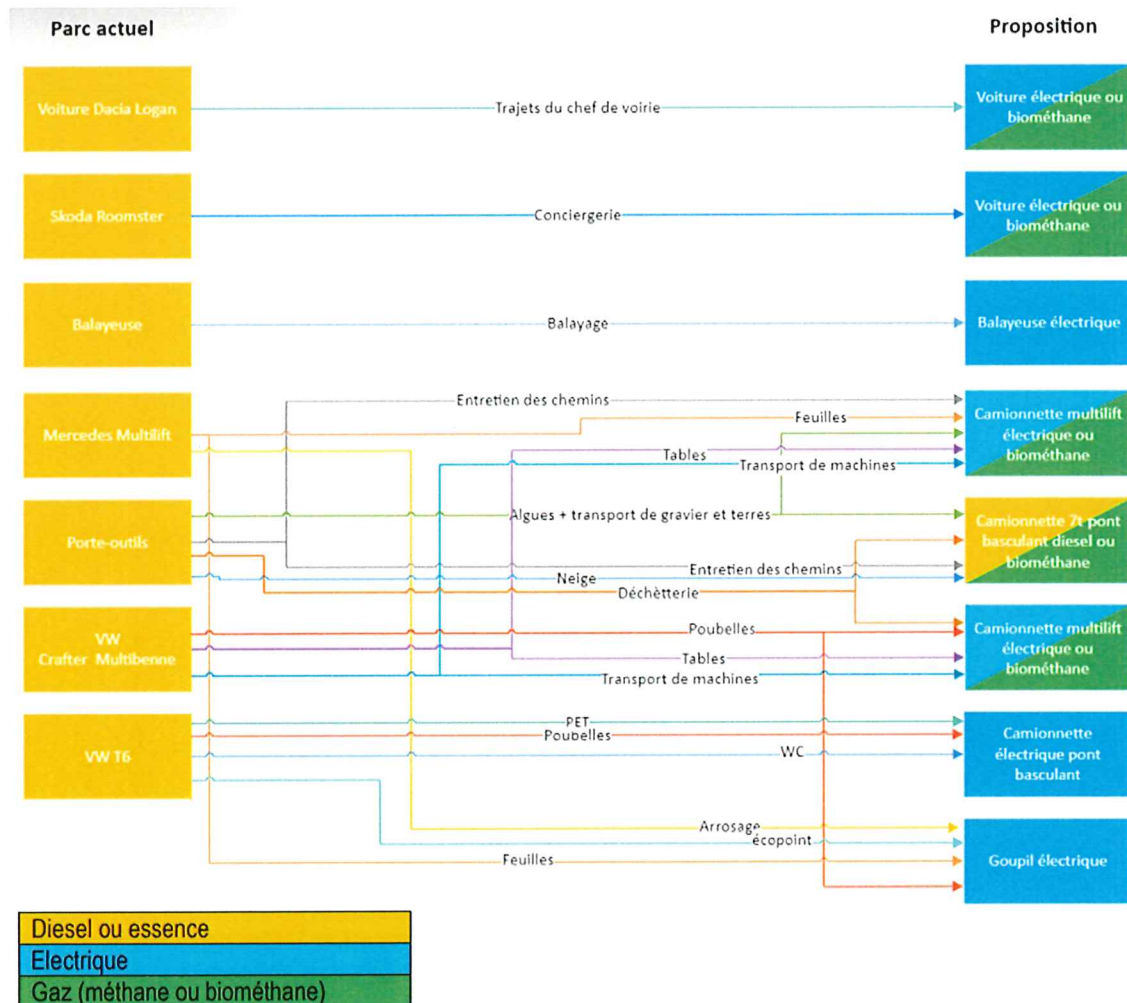 Parc actuel
Proposition
Voiture Dacia Logan
Trajets du chef de voirie
Voiture électrique ou
biométhane
Skoda Roomster
Conciergerie
Voiture électrique ou
biométhane
Balayeuse
Balayage
Balayeuse électrique
Mercedes Multilift
Entretien des chemins
Feuilles
Tables
Transport de machines
Camionnette multilift
électrique ou
biométhane
Porte-outils
Algues + transport de gravier et terres
Entretien des chemins
Neige
Déchètterie
Camionnette 7t pont
basculant diesel ou
biométhane
VW
Crafter Multibenne
Poubelles
Tables
Transport de machines
Camionnette multilift
électrique ou
biométhane
VW T6
PET
Poubelles
WC
Camionnette
électrique pont
basculant
Arrosage
écopoint
Feuilles
Goupil électrique
Diesel ou essence
Electrique
Gaz (méthane ou biométhane)